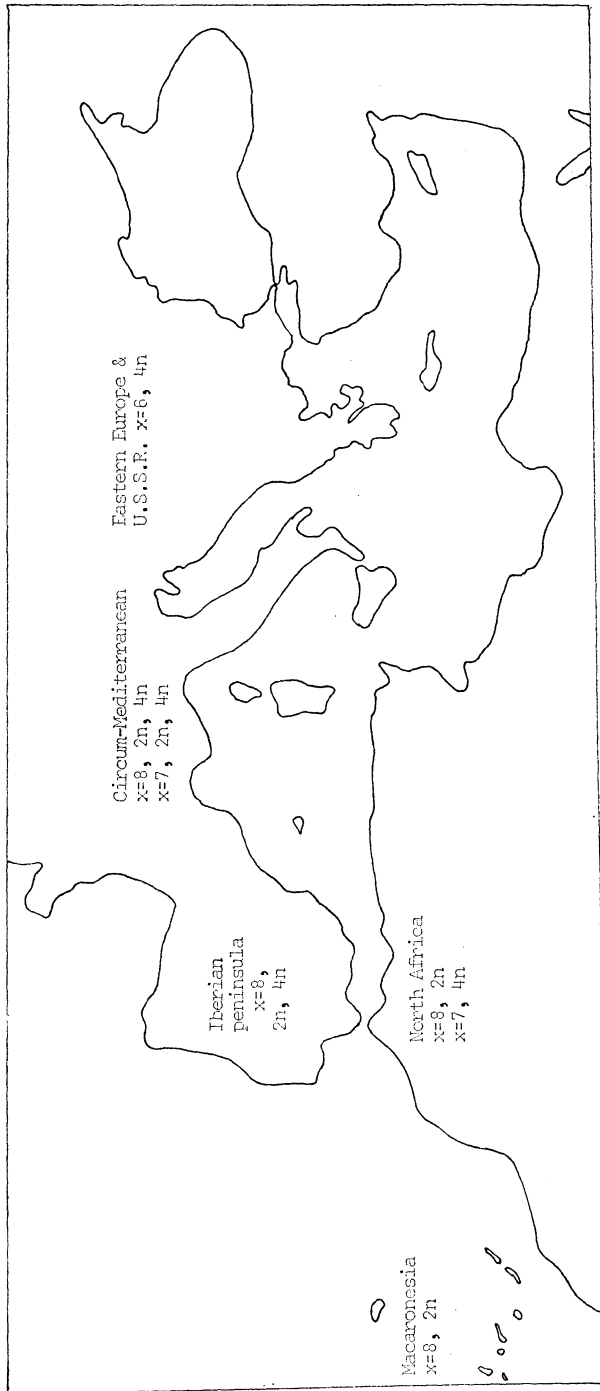 Macaronesia
x=8, 2n
Iberian
peninsula
x=8,
2n, 4n
North Africa
x=8, 2n
x=7, 4n
Circum-Mediterranean
x=8, 2n, 4n
x=7, 2n, 4n
Eastern Europe &
U.S.S.R. x=6, 4n